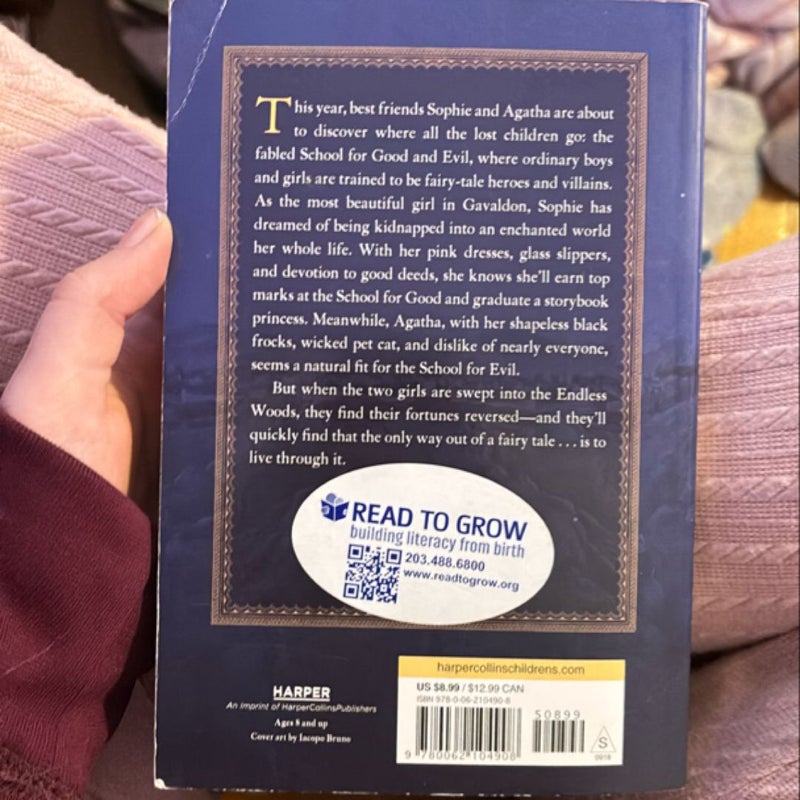 This year, best friends Sophie and Agatha are about
to discover where all the lost children go: the
fabled School for Good and Evil, where ordinary boys
and girls are trained to be fairy-tale heroes and villains.
As the most beautiful girl in Gavaldon, Sophie has
dreamed of being kidnapped into an enchanted world
her whole life. With her pink dresses, glass slippers,
and devotion to good deeds, she knows she'll earn top
marks at the School for Good and graduate a storybook
princess. Meanwhile, Agatha, with her shapeless black
frocks, wicked pet cat, and dislike of nearly everyone,
seems a natural fit for the School for Evil.
But when the two girls are swept into the Endless
Woods, they find their fortunes reversed—and they'll
quickly find that the only way out of a fairy tale . . . is to
live through it.
READ TO GROW
building literacy from birth
203.488.6800
www.readtogrow.org
HARPER
An Imprint of HarperCollinsPublishers
Ages 8 and up
Cover art by Iacopo Bruno
harpercollinschildrens.com
US $8.99 / $12.99 CAN
ISBN 978-0-06-210490-8
50899
9 780062 104908
S
0918